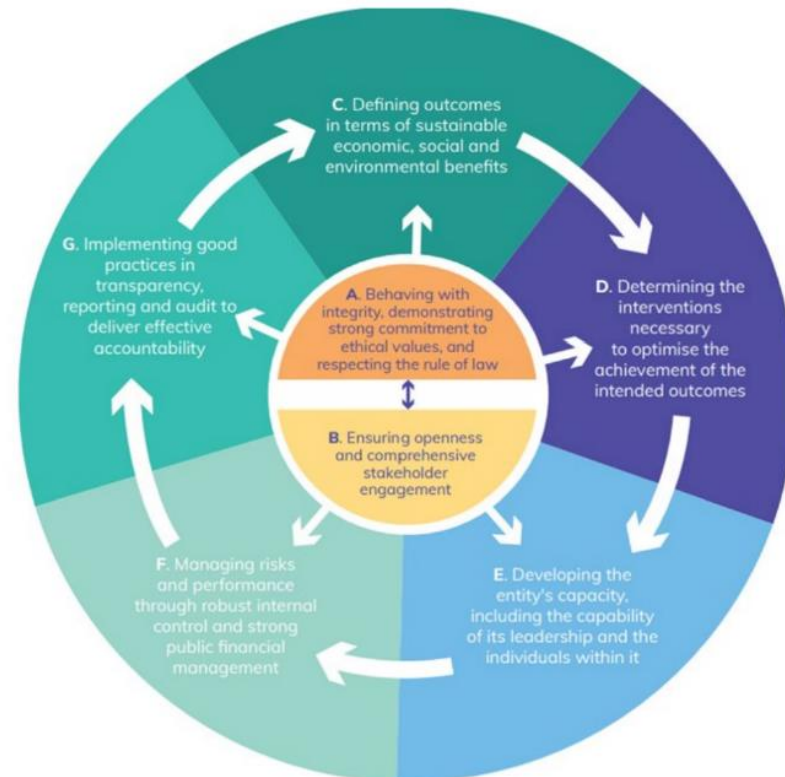 C. Defining outcomes
in terms of sustainable
economic, social and
environmental benefits
G. Implementing good
practices in
transparency,
reporting and audit to
deliver effective
accountability
A. Behaving with
integrity, demonstrating
strong commitment to
ethical values, and
respecting the rule of law
D. Determining the
interventions
necessary
to optimise the
achievement of the
intended outcomes
B. Ensuring openness
and comprehensive
stakeholder
engagement
F. Managing risks
and performance
through robust internal
control and strong
public financial
management
E. Developing the
entity's capacity,
including the capability
of its leadership and the
individuals within it